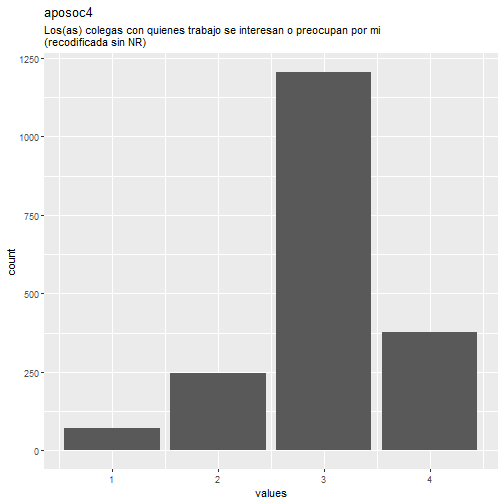 aposoc4
Los(as) colegas con quienes trabajo se interesan o preocupan por mi
(recodificada sin NR)
1250
1000
750
500
250
0
count
1 2 3 4
values